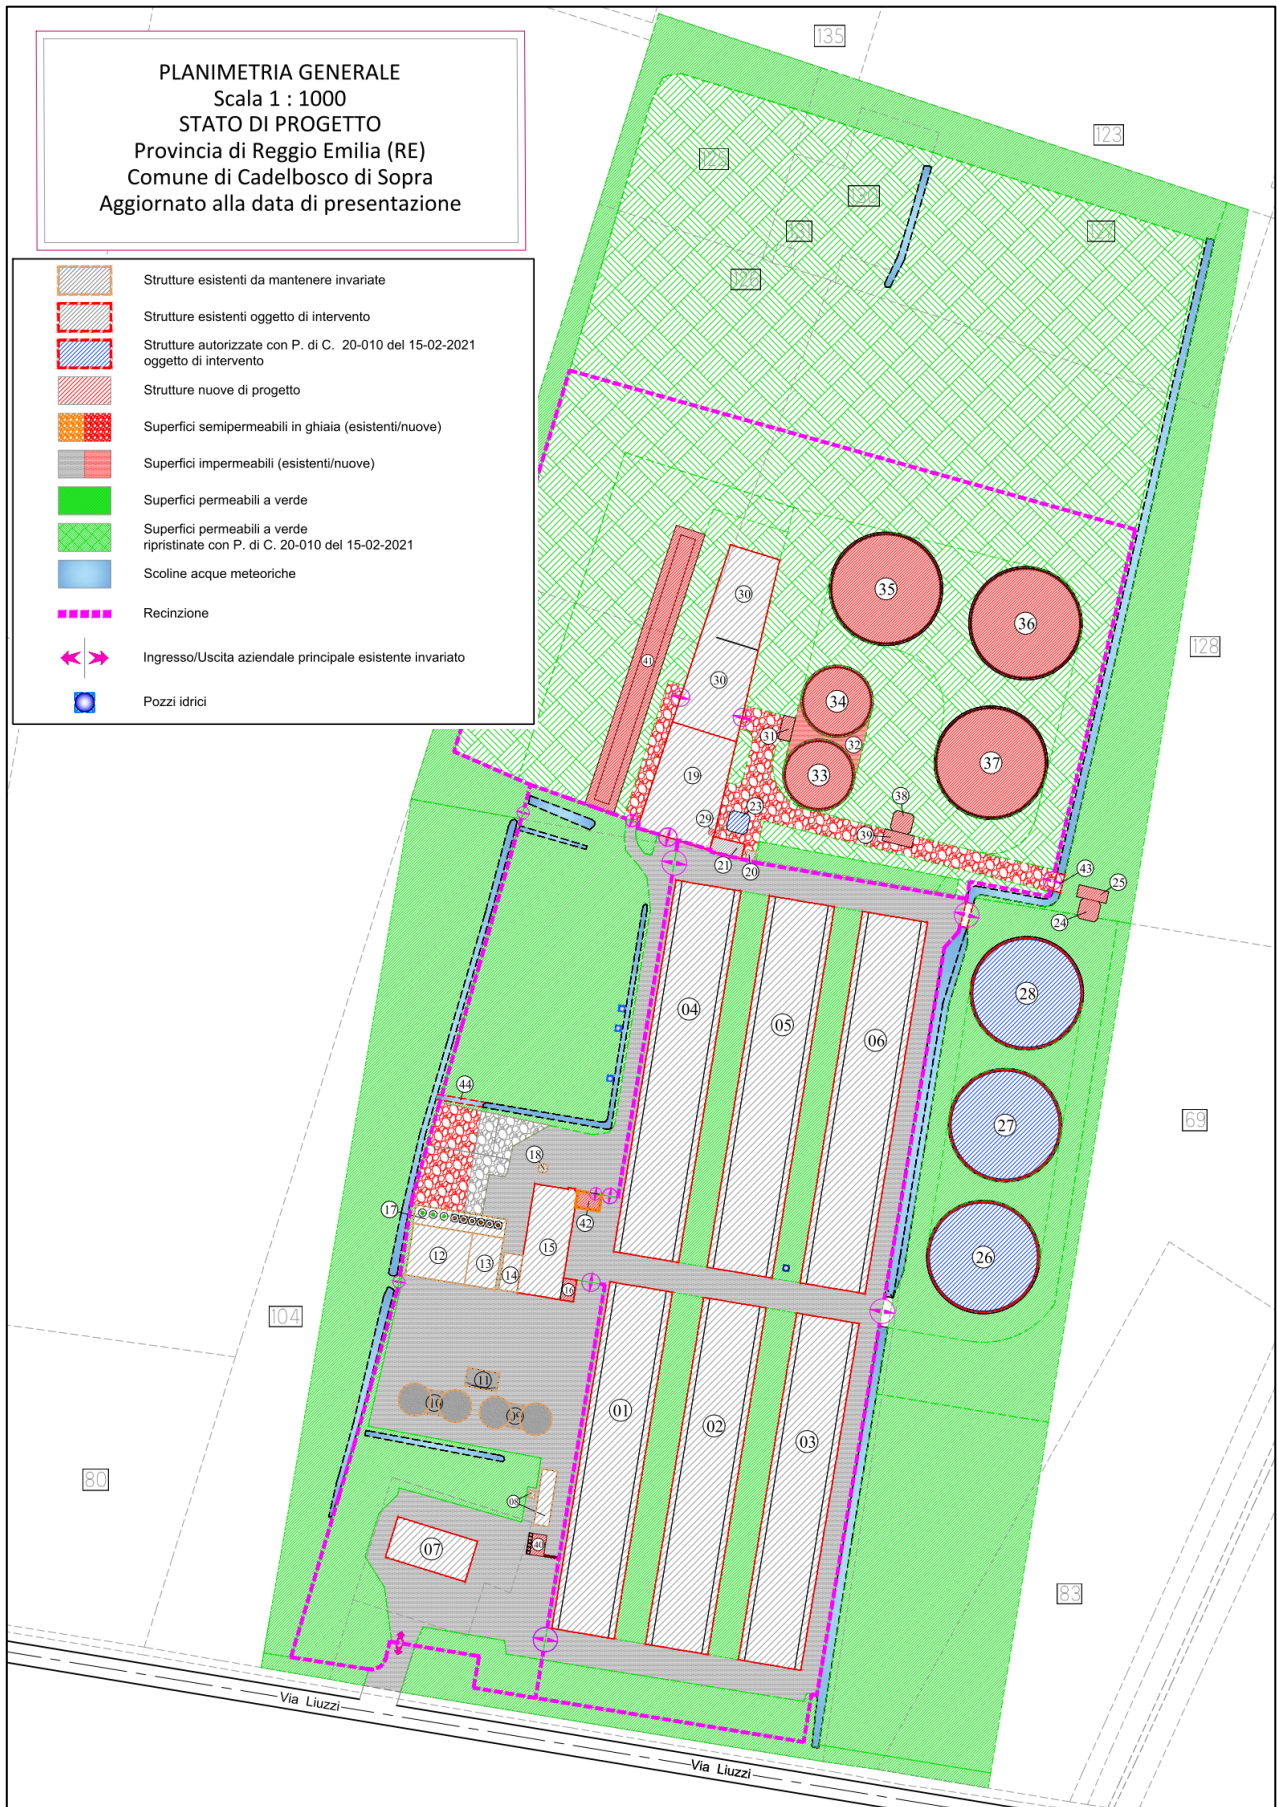 PLANIMETRIA GENERALE
Scala 1 : 1000
STATO DI PROGETTO
Provincia di Reggio Emilia (RE)
Comune di Cadelbosco di Sopra
Aggiornato alla data di presentazione
Strutture esistenti da mantenere invariate
Strutture esistenti oggetto di intervento
Strutture autorizzate con P. di C. 20-010 del 15-02-2021
oggetto di intervento
Strutture nuove di progetto
Superfici semipermeabili in ghiaia (esistenti/nuove)
Superfici impermeabili (esistenti/nuove)
Superfici permeabili a verde
Superfici permeabili a verde
ripristinate con P. di C. 20-010 del 15-02-2021
Scoline acque meteoriche
Recinzione
Ingresso/Uscita aziendale principale esistente invariato
Pozzi idrici
135
123
128
35
30
36
41
30
34
31
32
37
19
33
38
23
29
39
21
20
43
25
24
28
04
05
06
27
44
69
18
17
42
15
12
13
14
16
26
104
11
10
09
01
02
03
80
08
40
07
83
Via Liuzzi
Via Liuzzi